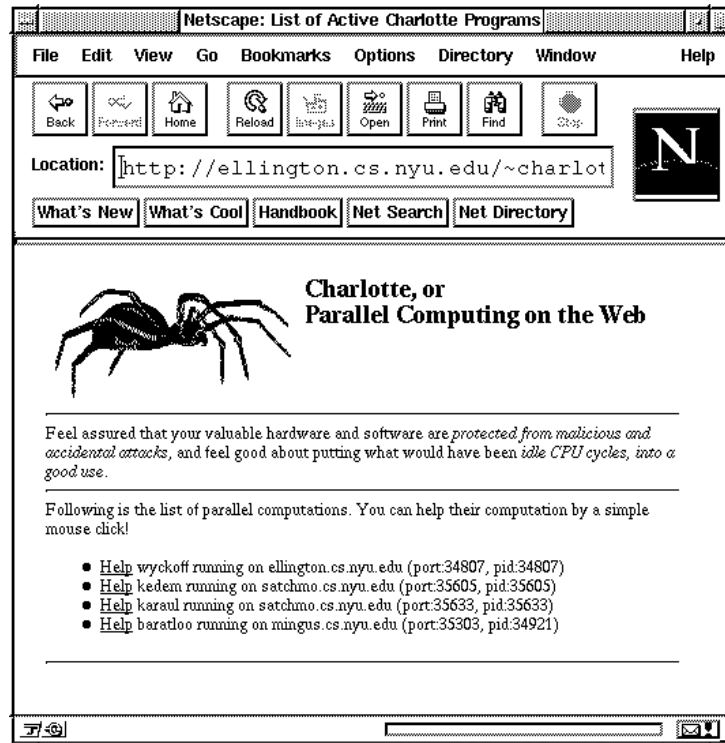 Netscape: List of Active Charlotte Programs
File Edit View Go Bookmarks Options Directory Window Help
Back Forward Home Reload Images Open Print Find Stop
N
Location: http://ellington.cs.nyu.edu/~charlot
What's New What's Cool Handbook Net Search Net Directory
Charlotte, or
Parallel Computing on the Web
Feel assured that your valuable hardware and software are protected from malicious and
accidental attacks, and feel good about putting what would have been idle CPU cycles, into a
good use.
Following is the list of parallel computations. You can help their computation by a simple
mouse click!
Help wyckoff running on ellington.cs.nyu.edu (port:34807, pid:34807)
Help kedem running on satchmo.cs.nyu.edu (port:35605, pid:35605)
Help karaul running on satchmo.cs.nyu.edu (port:35633, pid:35633)
Help baratloo running on mingus.cs.nyu.edu (port:35303, pid:34921)